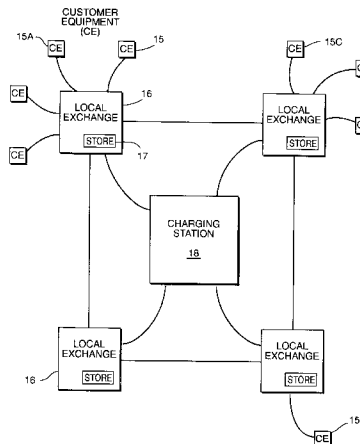 CUSTOMER
EQUIPMENT
(CE)
15A
CE
CE
15
15C
CE
16
LOCAL
EXCHANGE
STORE
17
CE
CE
LOCAL
EXCHANGE
STORE
CHARGING
STATION
18
LOCAL
EXCHANGE
STORE
16
LOCAL
EXCHANGE
STORE
CE
15